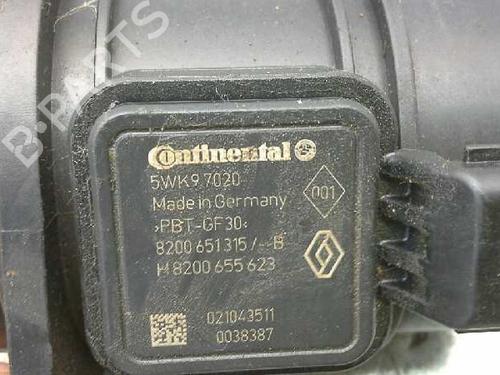 B-PARTS
Continental
5WK9 7020
Made in Germany
001
>PBT-GF30<
8200 651 315 / -- B
H 8200 655 623
021043511
0038387